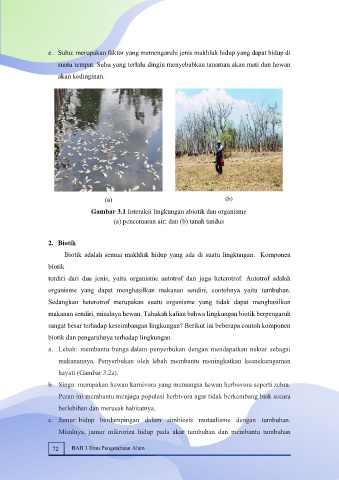 e. Suhu: merupakan faktor yang memengaruhi jenis makhluk hidup yang dapat hidup di
suatu tempat. Suhu yang terlalu dingin menyebabkan tanaman akan mati dan hewan
akan kedinginan.
(a) (b)
Gambar 3.1 Interaksi lingkungan abiotik dan organisme
(a) pencemaran air; dan (b) tanah tandus
2. Biotik
Biotik adalah semua makhluk hidup yang ada di suatu lingkungan. Komponen
biotik
terdiri dari dua jenis, yaitu organisme autotrof dan juga heterotrof. Autotrof adalah
organisme yang dapat menghasilkan makanan sendiri, contohnya yaitu tumbuhan.
Sedangkan heterotrof merupakan suatu organisme yang tidak dapat menghasilkan
makanan sendiri, misalnya hewan. Tahukah kalian bahwa lingkungan biotik berpengaruh
sangat besar terhadap keseimbangan lingkungan? Berikut ini beberapa contoh komponen
biotik dan pengaruhnya terhadap lingkungan.
a. Lebah: membantu bunga dalam penyerbukan dengan mendapatkan nektar sebagai
makanannya. Penyerbukan oleh lebah membantu meningkatkan keanekaragaman
hayati (Gambar 3.2a).
b. Singa: merupakan hewan karnivora yang memangsa hewan herbovora seperti zebra.
Peran ini membantu menjaga populasi herbivora agar tidak berkembang biak secara
berlebihan dan merusak habitatnya.
c. Jamur: hidup berdampingan dalam simbiosis mutualisme dengan tumbuhan.
Misalnya, jamur mikroriza hidup pada akar tumbuhan dan membantu tumbuhan
72 BAB 3 Ilmu Pengetahuan Alam